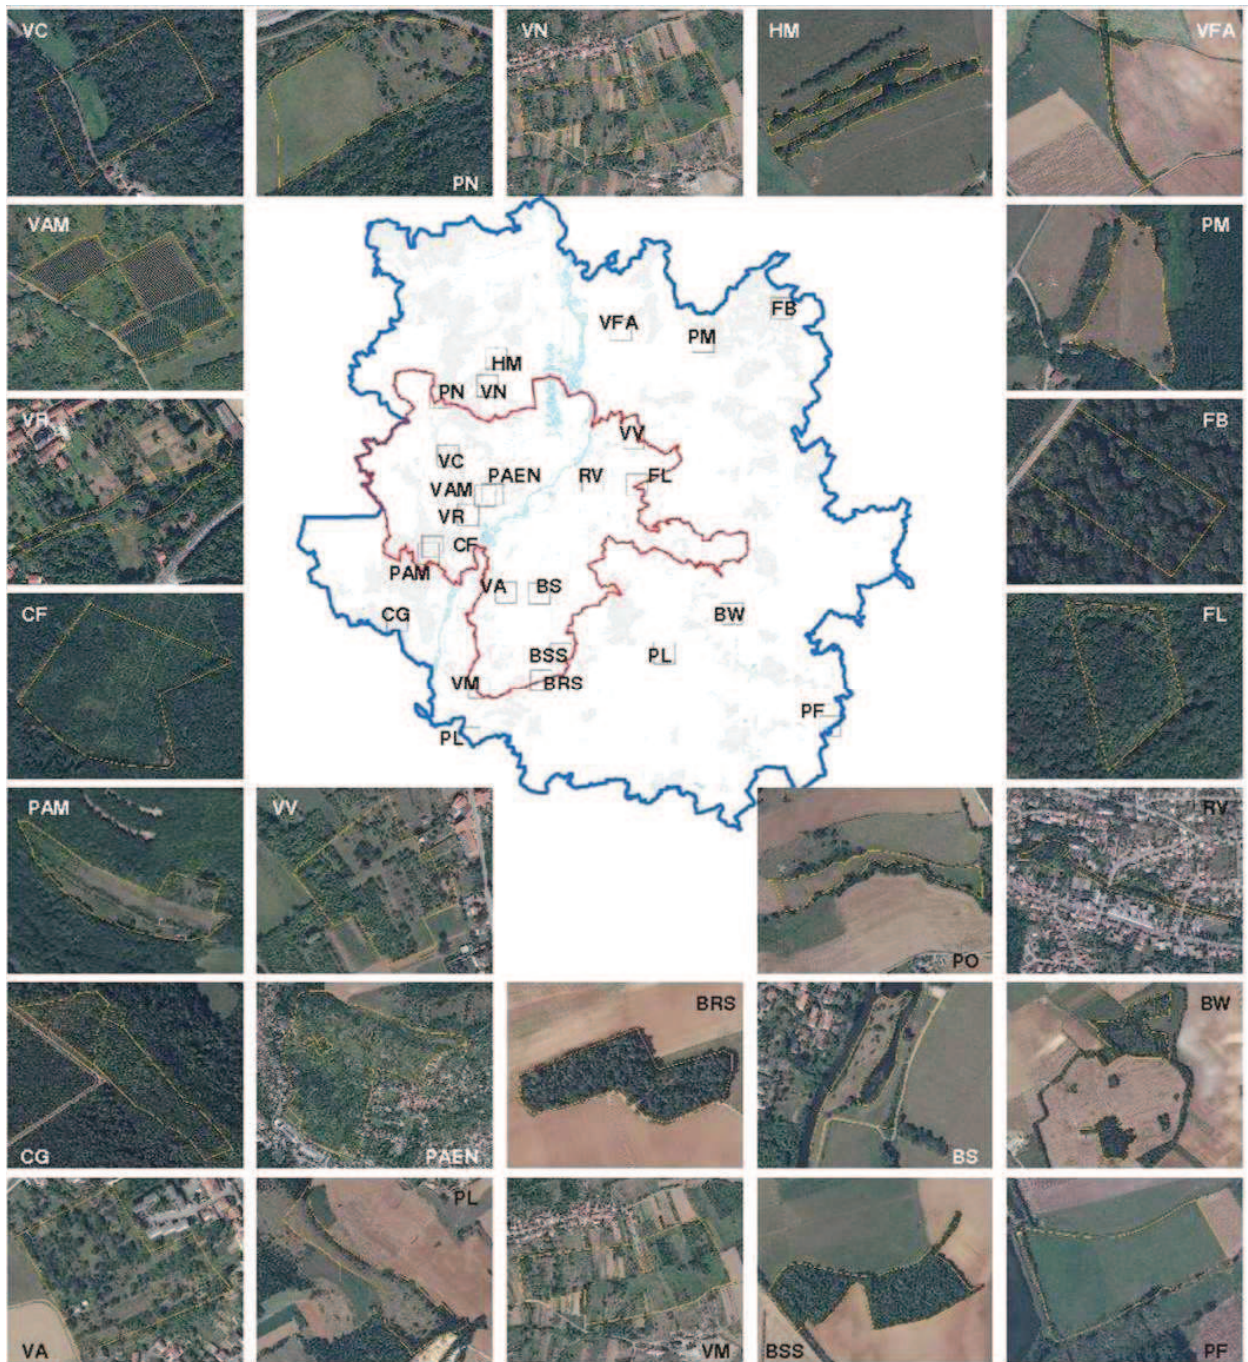 VC
PN
VN
HM
VFA
VAM
PM
VR
FB
CF
FL
VFA
PM
FB
HM
PN
VN
VV
VC
PAEN
RV
FL
VAM
VR
CF
PAM
VA
BS
CG
BW
BSS
PL
VM
BRS
PF
PL
PAM
VV
PO
RV
CG
PAEN
BRS
BS
BW
VA
PL
VM
BSS
PF